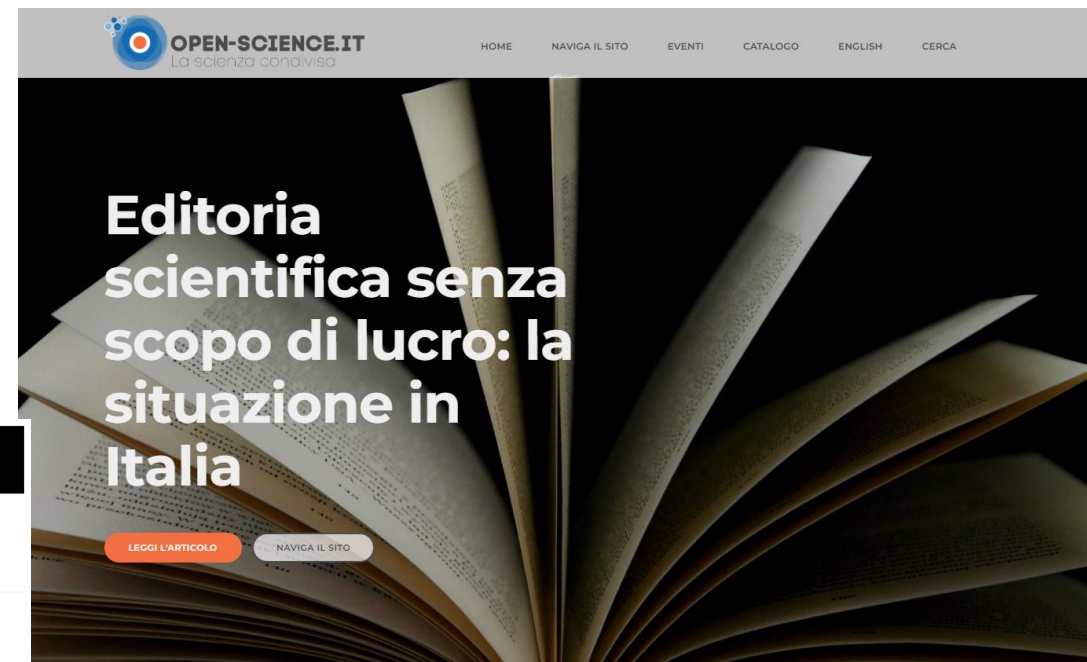 OPEN-SCIENCE.IT
La scienza condivisa
HOME NAVIGA IL SITO EVENTI CATALOGO ENGLISH CERCA
Editoria
scientifica senza
scopo di lucro: la
situazione in
Italia
LEGGI L'ARTICOLO NAVIGA IL SITO